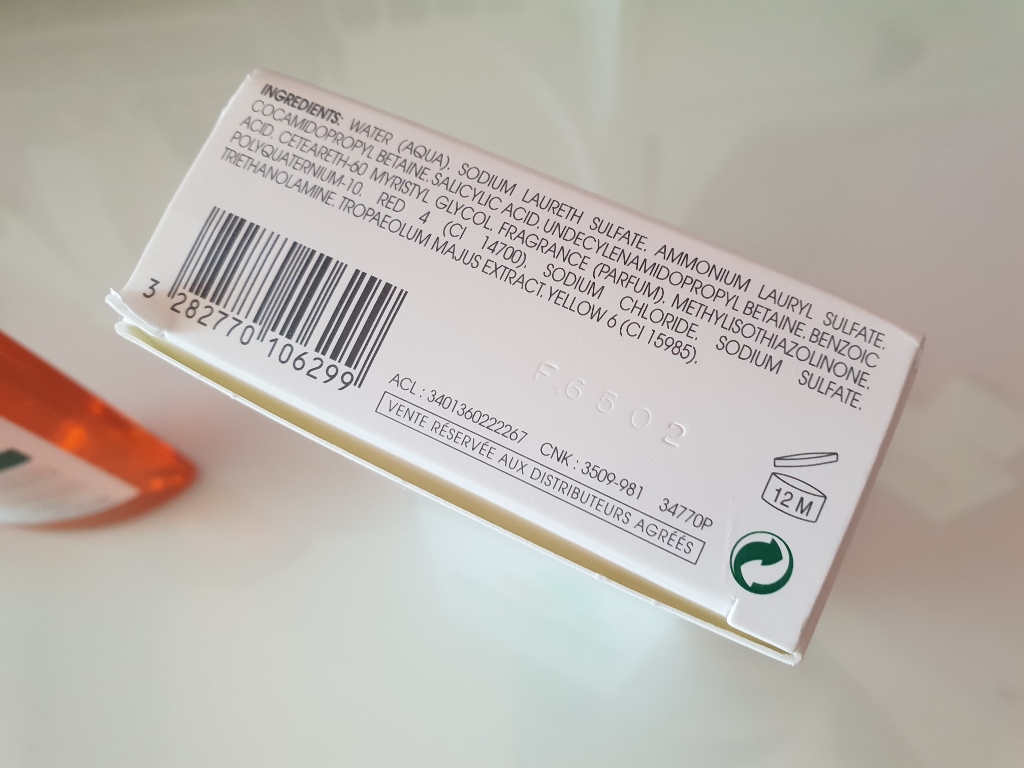 INGREDIENTS: WATER (AQUA). SODIUM LAURETH SULFATE. AMMONIUM LAURYL SULFATE.
COCAMIDOPROPYL BETAINE. SALICYLIC ACID. UNDECYLENAMIDOPROPYL BETAINE. BENZOIC
ACID. CETEARETH-60 MYRISTYL GLYCOL. FRAGRANCE (PARFUM). METHYLISOTHIAZOLINONE.
POLYQUATERNIUM-10. RED 4 (CI 14700). SODIUM CHLORIDE. SODIUM SULFATE.
TRIETHANOLAMINE. TROPAEOLUM MAJUS EXTRACT. YELLOW 6 (CI 15985).
3 282770 106299
F.6502
ACL : 3401360222267 CNK : 3509-981 34770P
VENTE RÉSERVÉE AUX DISTRIBUTEURS AGRÉÉS
12 M